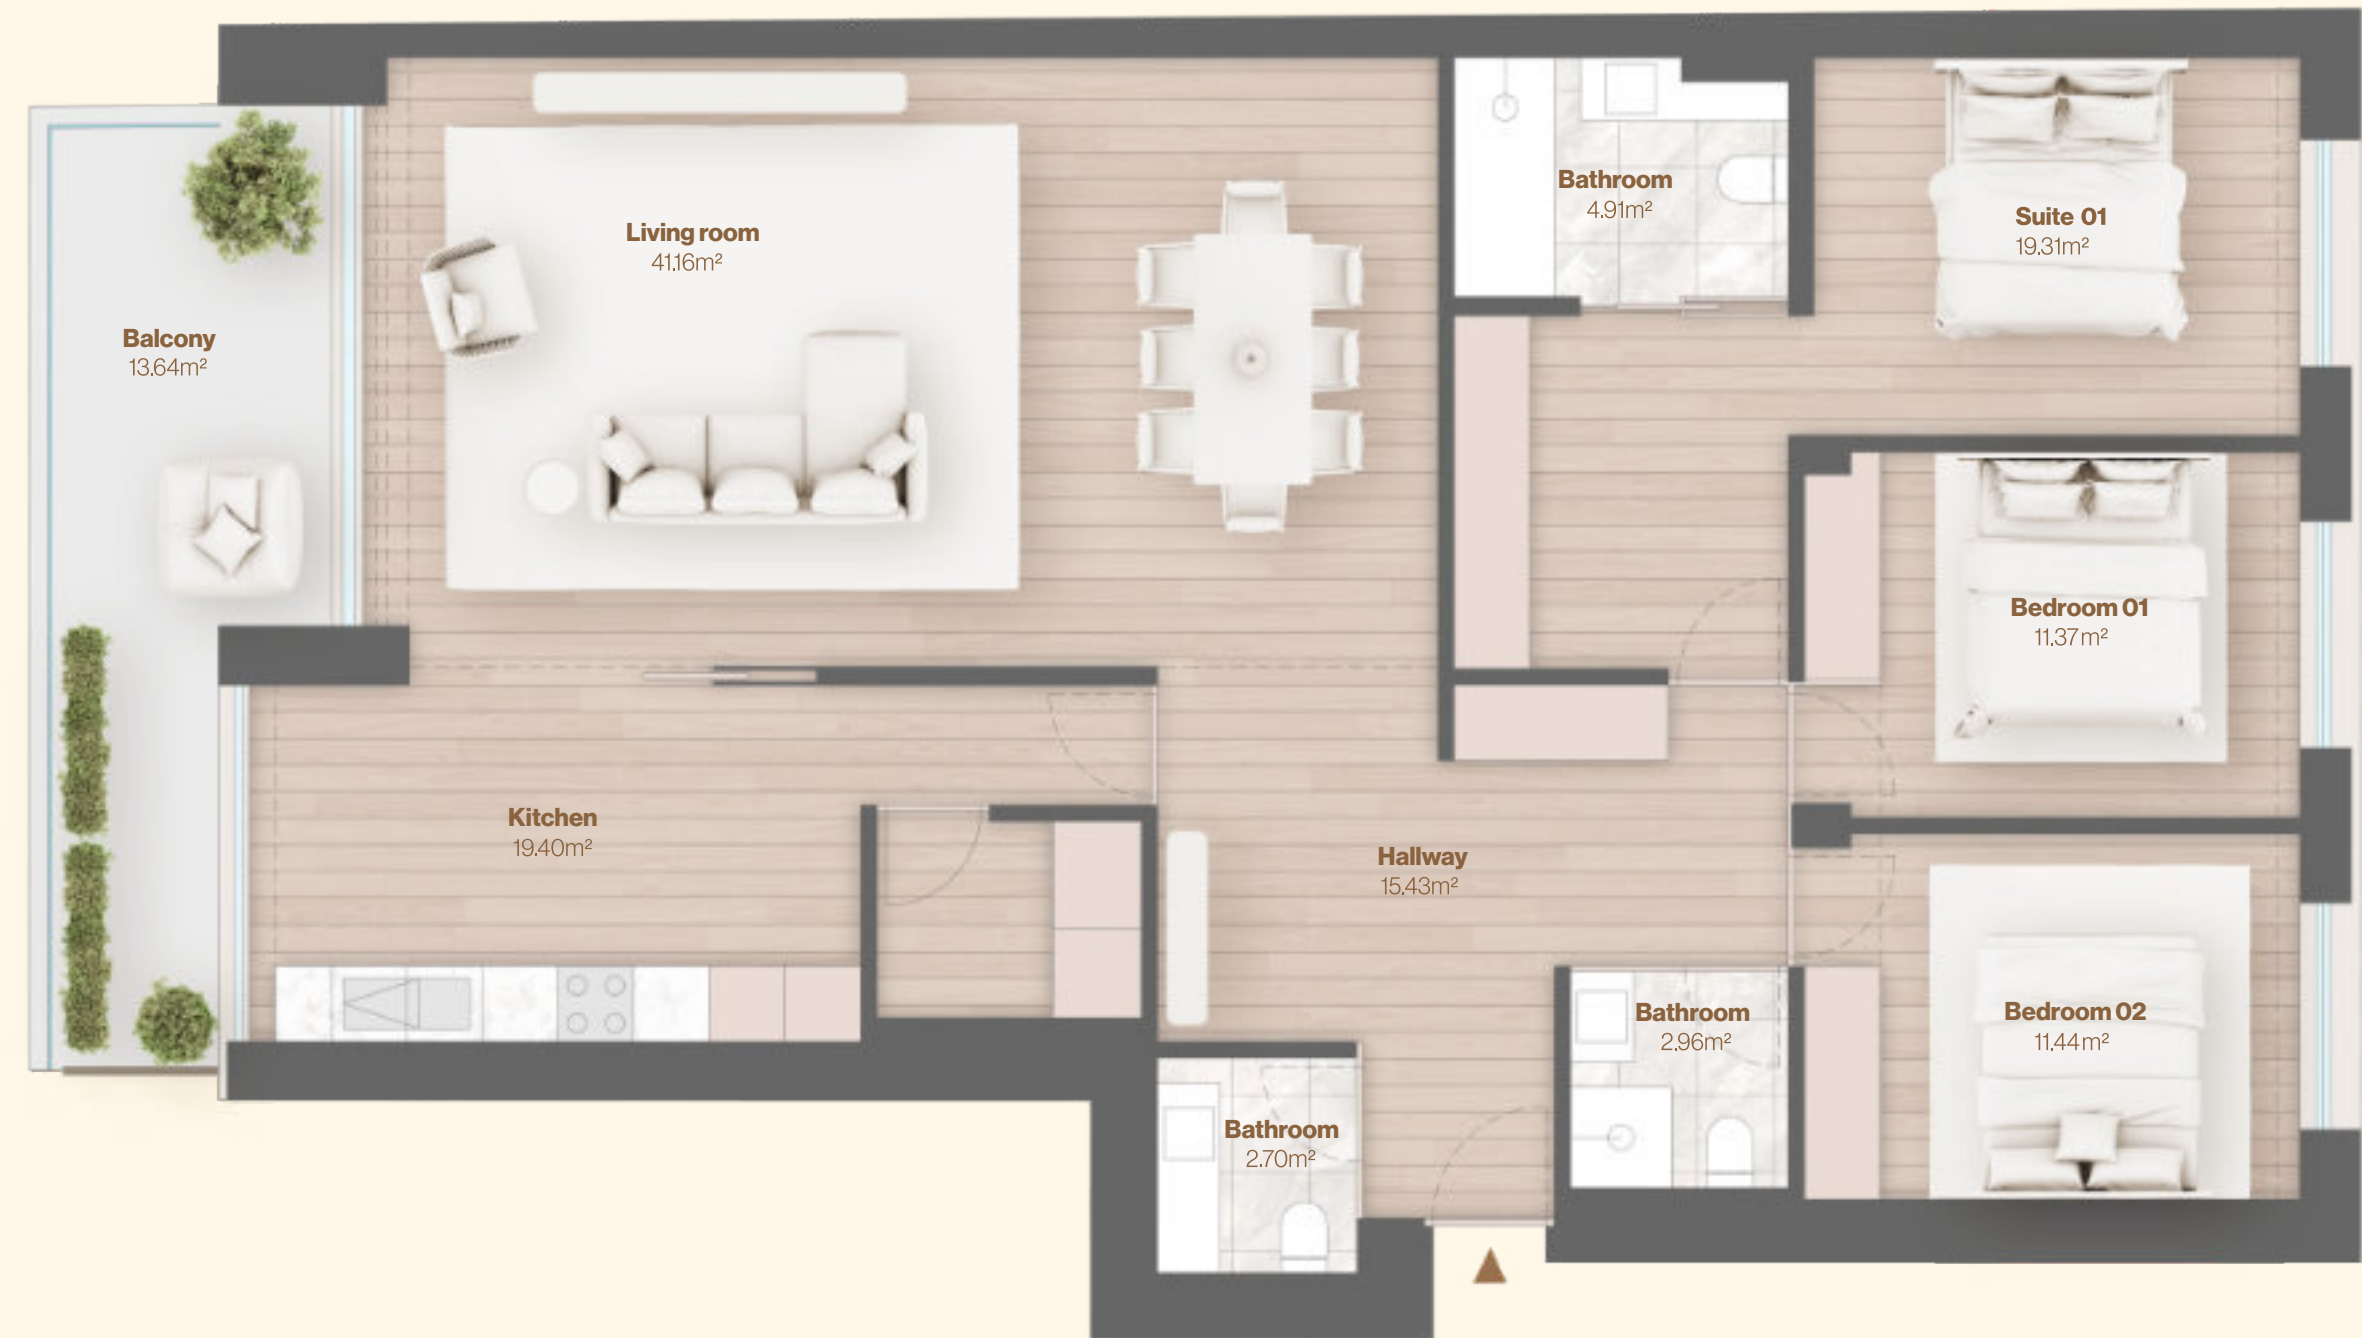 Living room
41.16m²
Balcony
13.64m²
Bathroom
4.91m²
Suite 01
19.31m²
Bedroom 01
11.37m²
Kitchen
19.40m²
Hallway
15.43m²
Bathroom
2.96m²
Bedroom 02
11.44m²
Bathroom
2.70m²